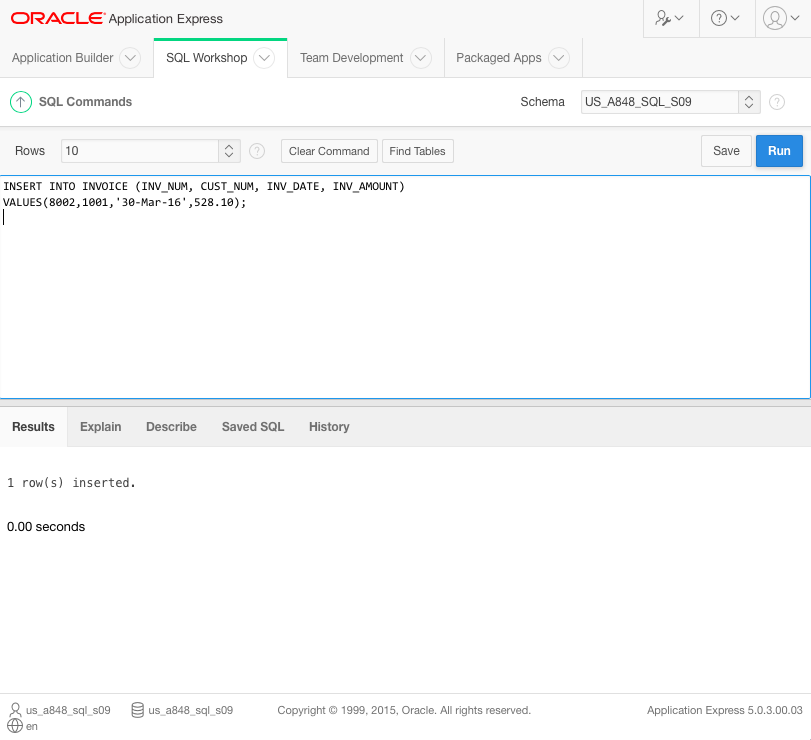 ORACLE® Application Express
Application Builder
SQL Workshop
Team Development
Packaged Apps
SQL Commands
Schema
US_A848_SQL_S09
?
Rows
10
?
Clear Command
Find Tables
Save
Run
INSERT INTO INVOICE (INV_NUM, CUST_NUM, INV_DATE, INV_AMOUNT)
VALUES(8002,1001,'30-Mar-16',528.10);
Results
Explain
Describe
Saved SQL
History
1 row(s) inserted.
0.00 seconds
us_a848_sql_s09
us_a848_sql_s09
Copyright © 1999, 2015, Oracle. All rights reserved.
Application Express 5.0.3.00.03
en